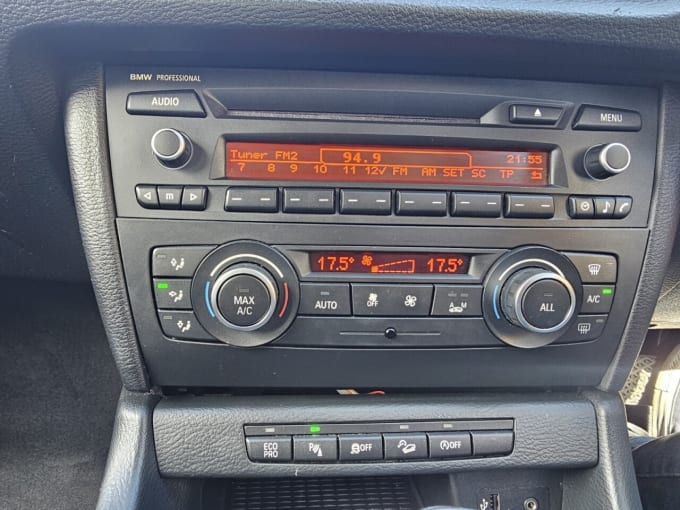 BMW PROFESSIONAL
AUDIO
MENU
Tuner FM2 94.9 21:55
7 8 9 10 11 12✓ FM AM SET SC TP
m
17.5° 17.5°
MAX A/C
AUTO
OFF
A M
ALL
A/C
ECO PRO
P
OFF
OFF